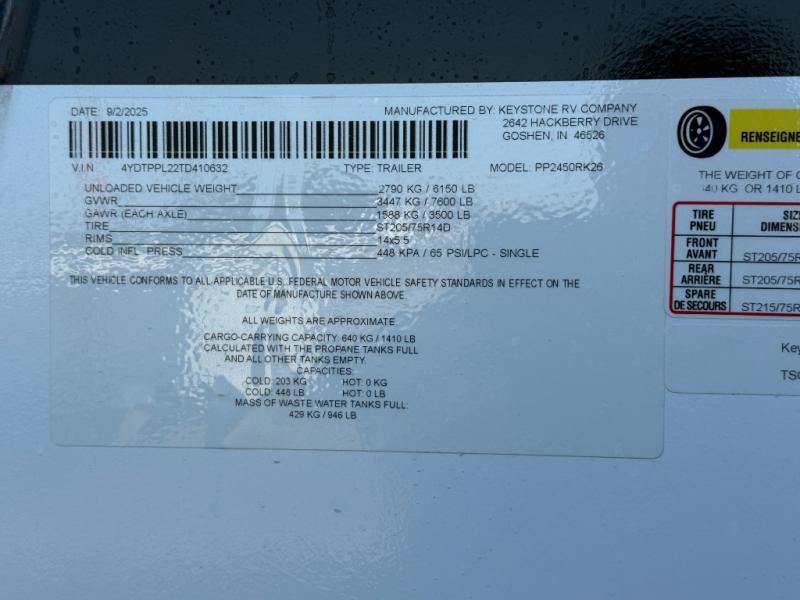 DATE: 9/2/2025 MANUFACTURED BY: KEYSTONE RV COMPANY
2642 HACKBERRY DRIVE
GOSHEN, IN 46526
V.I.N 4YDTPPL22TD410632 TYPE: TRAILER MODEL: PP2450RK26
UNLOADED VEHICLE WEIGHT 2790 KG / 6150 LB
GVWR 3447 KG / 7600 LB
GAWR (EACH AXLE) 1588 KG / 3500 LB
TIRE ST205/75R14D
RIMS 14x5.5
COLD INFL. PRESS 448 KPA / 65 PSI/LPC - SINGLE
THIS VEHICLE CONFORMS TO ALL APPLICABLE U.S. FEDERAL MOTOR VEHICLE SAFETY STANDARDS IN EFFECT ON THE
DATE OF MANUFACTURE SHOWN ABOVE.
ALL WEIGHTS ARE APPROXIMATE
CARGO-CARRYING CAPACITY: 640 KG / 1410 LB
CALCULATED WITH THE PROPANE TANKS FULL
AND ALL OTHER TANKS EMPTY.
CAPACITIES:
COLD: 203 KG HOT: 0 KG
COLD: 448 LB HOT: 0 LB
MASS OF WASTE WATER TANKS FULL:
429 KG / 946 LB
RENSEIGNE
THE WEIGHT OF
KG OR 1410 L
TIRE
PNEU
SIZ
DIMENS
FRONT
AVANT
ST205/75R
REAR
ARRIÈRE
ST205/75R
SPARE
DE SECOURS
ST215/75R
Key
TSC